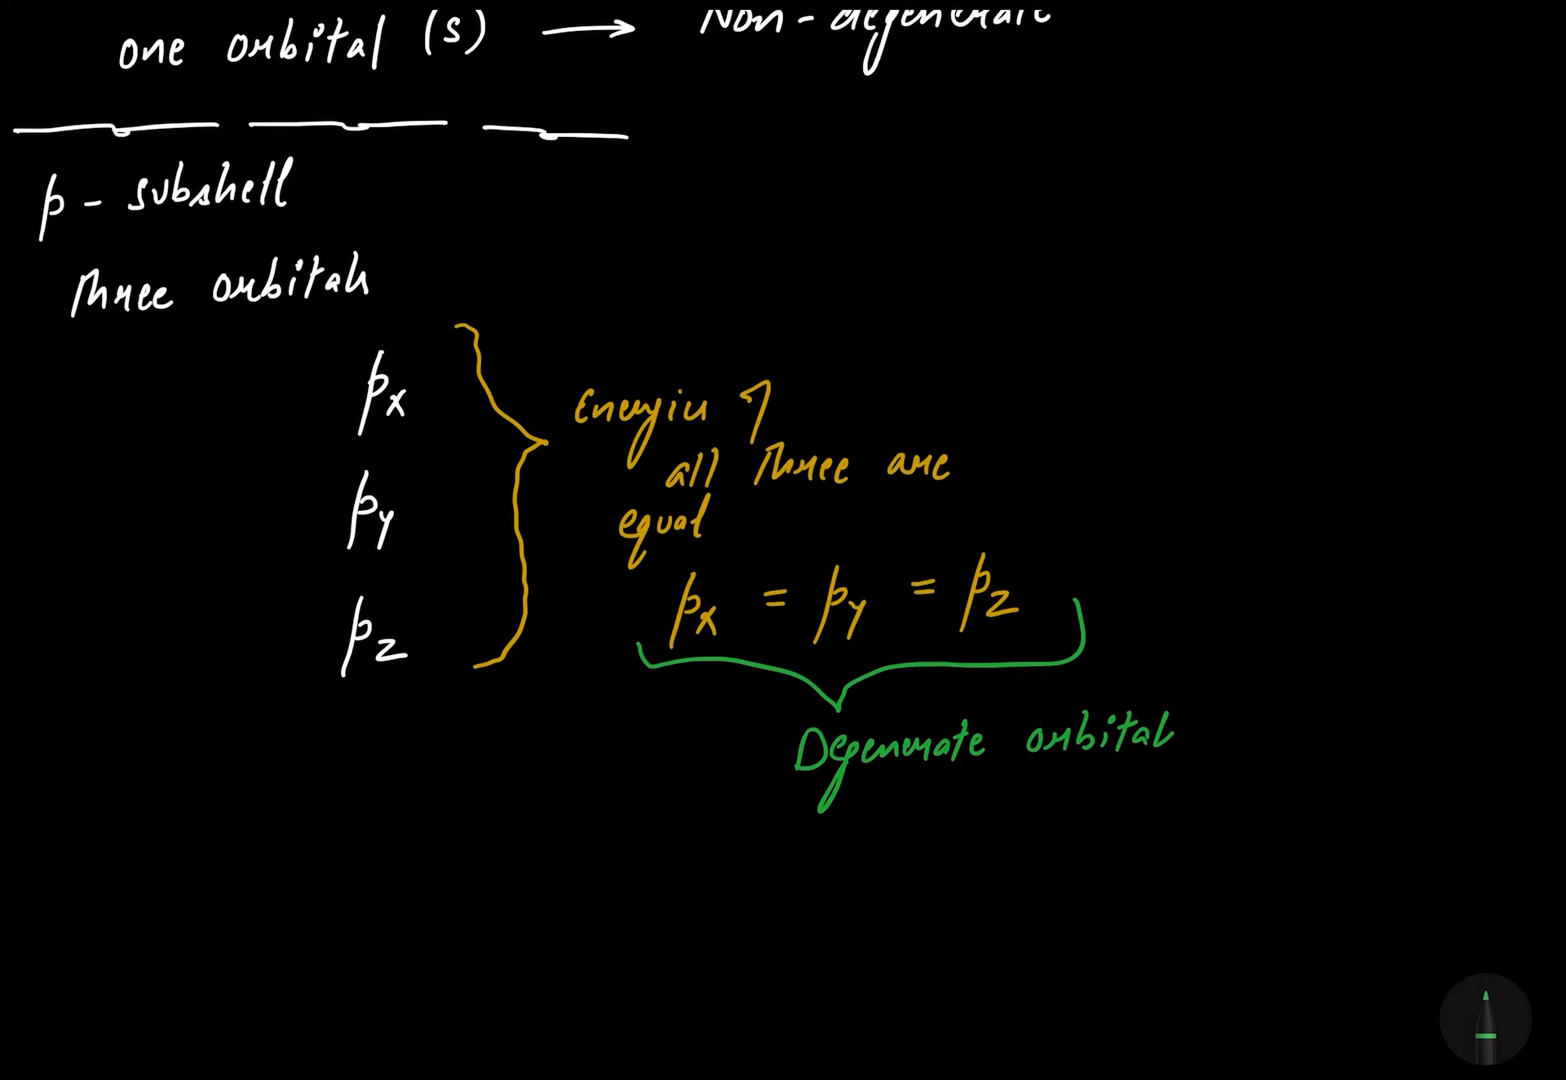 one orbital (s) → Non-degenerate
p - subshell
Three orbitals
px
py
pz
Energies of
all three are
equal
px = py = pz
Degenerate orbital